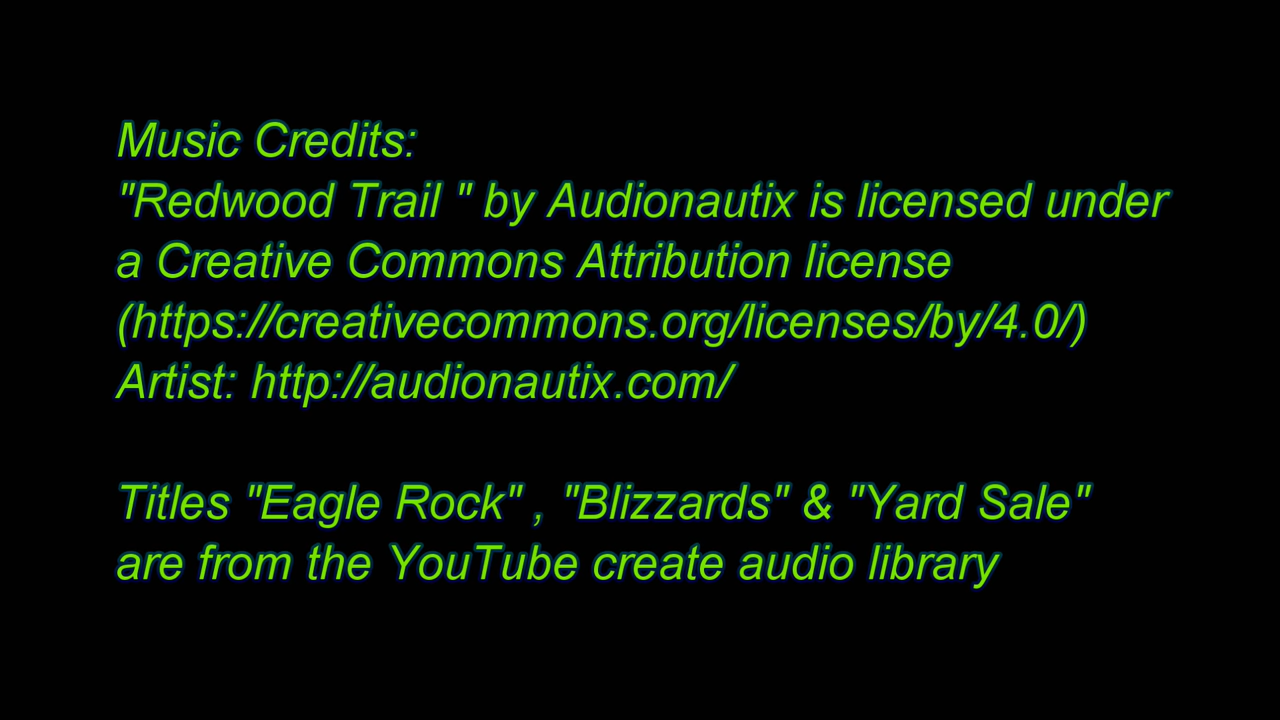 Music Credits:
"Redwood Trail " by Audionautix is licensed under
a Creative Commons Attribution license
(https://creativecommons.org/licenses/by/4.0/)
Artist: http://audionautix.com/
Titles "Eagle Rock" , "Blizzards" & "Yard Sale"
are from the YouTube create audio library